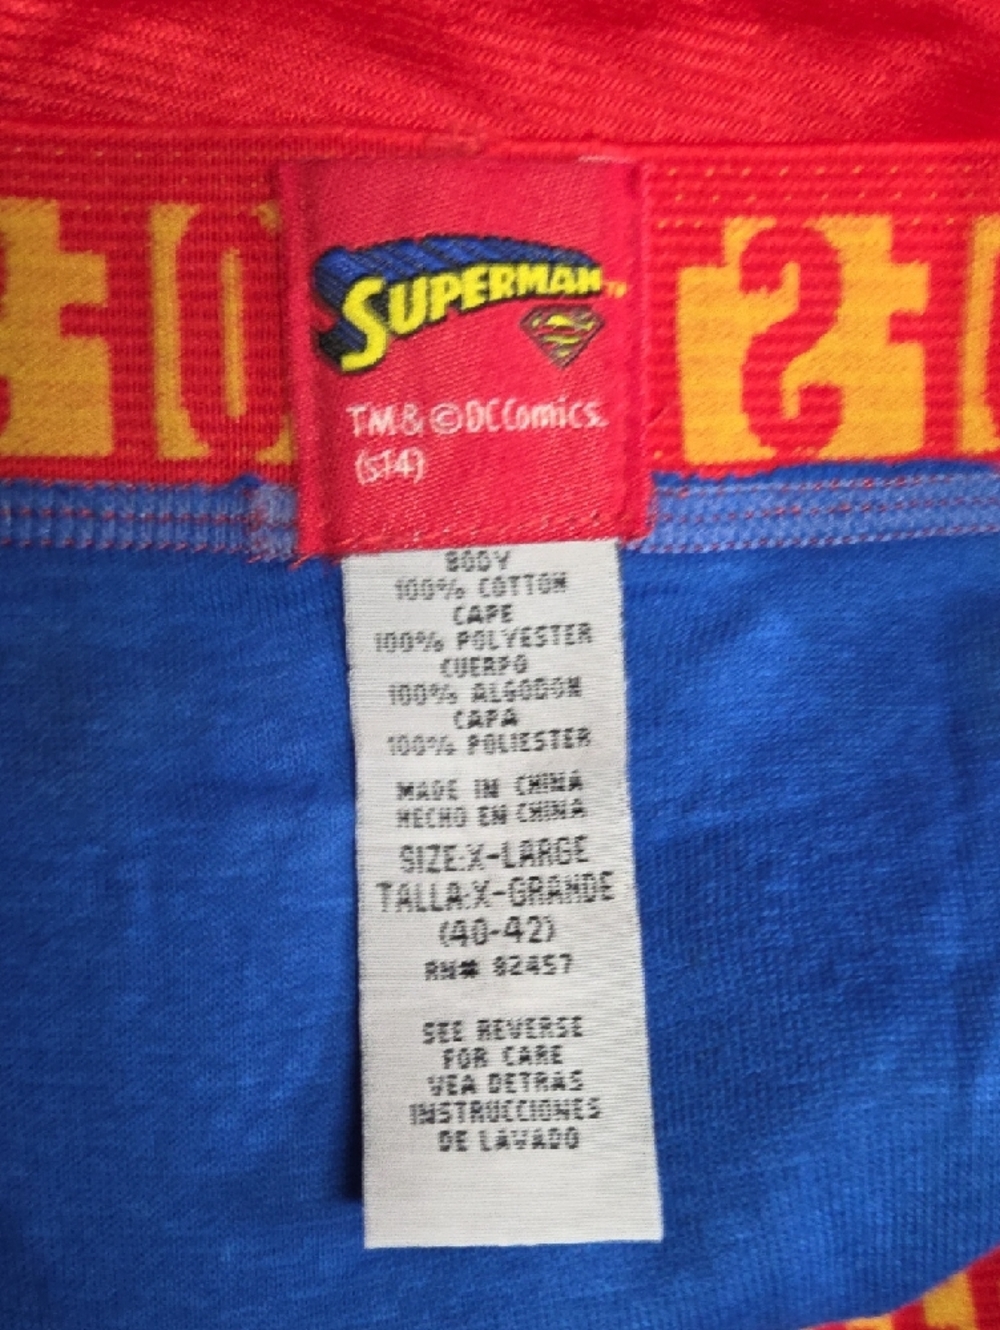 SUPERMAN™
TM & © DC Comics.
(s14)
BODY
100% COTTON
CAPE
100% POLYESTER
CUERPO
100% ALGODON
CAPA
100% POLIESTER
MADE IN CHINA
HECHO EN CHINA
SIZE:X-LARGE
TALLA:X-GRANDE
(40-42)
RN# 82457
SEE REVERSE
FOR CARE
VEA DETRAS
INSTRUCCIONES
DE LAVADO